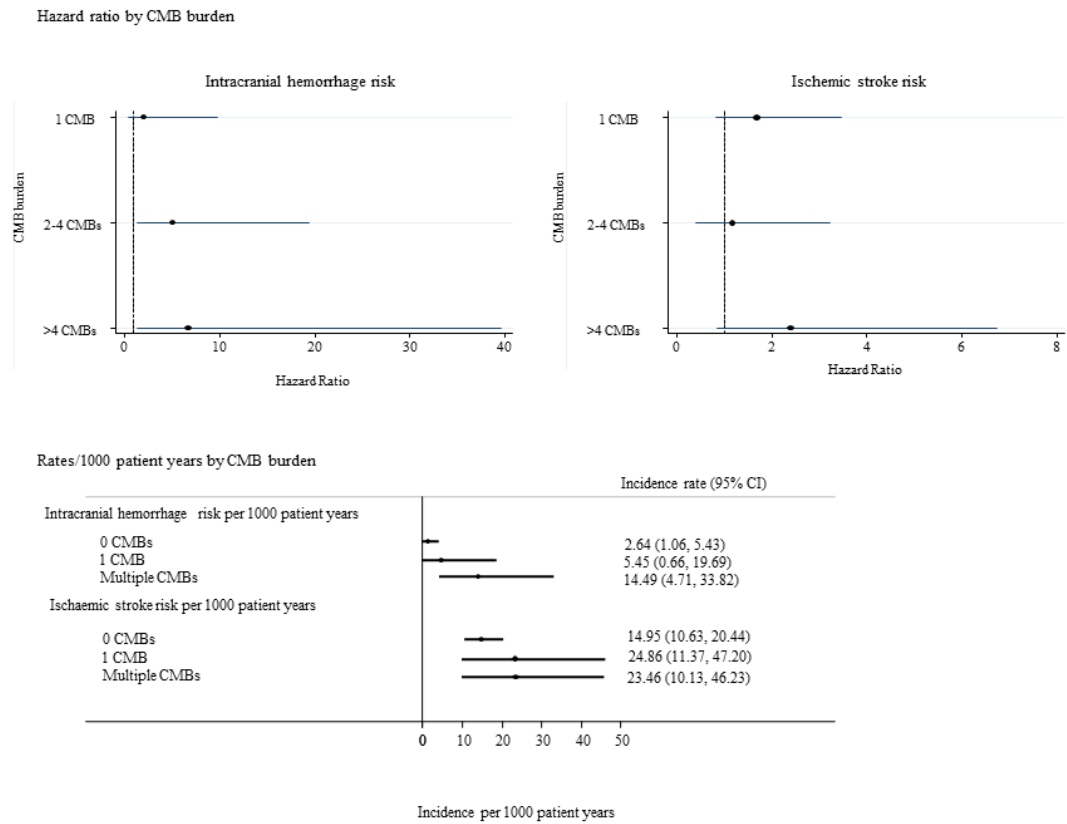 Hazard ratio by CMB burden
Intracranial hemorrhage risk
CMB burden
1 CMB
2-4 CMBs
>4 CMBs
0 10 20 30 40
Hazard Ratio
Ischemic stroke risk
CMB burden
1 CMB
2-4 CMBs
>4 CMBs
0 2 4 6 8
Hazard Ratio
Rates/1000 patient years by CMB burden
Incidence rate (95% CI)
Intracranial hemorrhage risk per 1000 patient years
0 CMBs 2.64 (1.06, 5.43)
1 CMB 5.45 (0.66, 19.69)
Multiple CMBs 14.49 (4.71, 33.82)
Ischaemic stroke risk per 1000 patient years
0 CMBs 14.95 (10.63, 20.44)
1 CMB 24.86 (11.37, 47.20)
Multiple CMBs 23.46 (10.13, 46.23)
0 10 20 30 40 50
Incidence per 1000 patient years